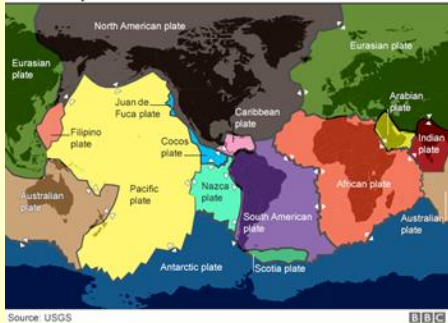 North American plate
Eurasian
plate
Eurasian plate
Juan de
Fuca plate
Filipino
plate
Caribbean
plate
Arabian
plate
Indian
plate
Cocos
plate
Australian
plate
Pacific
plate
Nazca
plate
South American
plate
African plate
Australian
plate
Antarctic plate
Scotia plate
Source: USGS
BBC